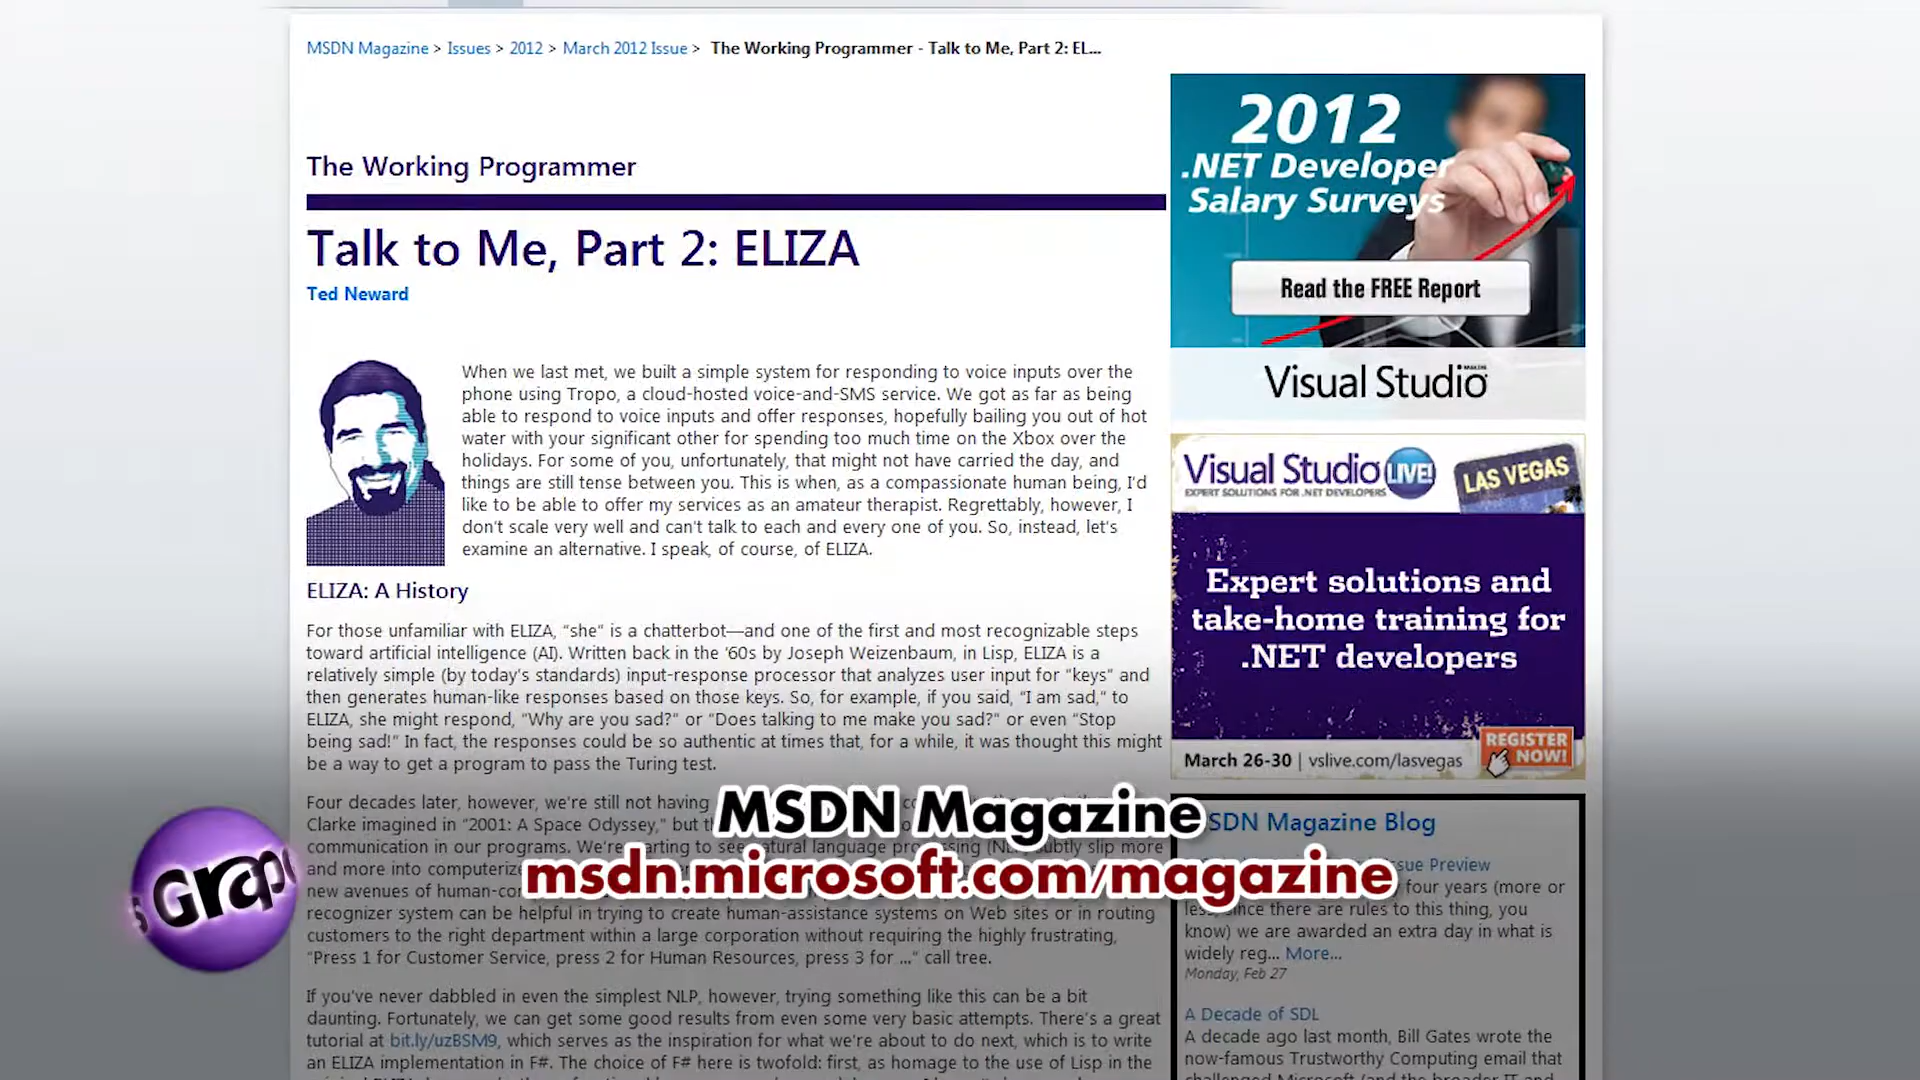 MSDN Magazine > Issues > 2012 > March 2012 Issue > The Working Programmer - Talk to Me, Part 2: EL...
The Working Programmer
Talk to Me, Part 2: ELIZA
Ted Neward
When we last met, we built a simple system for responding to voice inputs over the
phone using Tropo, a cloud-hosted voice-and-SMS service. We got as far as being
able to respond to voice inputs and offer responses, hopefully bailing you out of hot
water with your significant other for spending too much time on the Xbox over the
holidays. For some of you, unfortunately, that might not have carried the day, and
things are still tense between you. This is when, as a compassionate human being, I'd
like to be able to offer my services as an amateur therapist. Regrettably, however, I
don't scale very well and can't talk to each and every one of you. So, instead, let's
examine an alternative. I speak, of course, of ELIZA.
ELIZA: A History
For those unfamiliar with ELIZA, “she” is a chatterbot—and one of the first and most recognizable steps
toward artificial intelligence (AI). Written back in the '60s by Joseph Weizenbaum, in Lisp, ELIZA is a
relatively simple (by today's standards) input-response processor that analyzes user input for “keys” and
then generates human-like responses based on those keys. So, for example, if you said, “I am sad,” to
ELIZA, she might respond, “Why are you sad?” or “Does talking to me make you sad?” or even “Stop
being sad!” In fact, the responses could be so authentic at times that, for a while, it was thought this might
be a way to get a program to pass the Turing test.
Four decades later, however, we're still not having
Clarke imagined in “2001: A Space Odyssey,” but
communication in our programs. We're starting to see natural language processing subtly slip more
and more into
new avenues of
recognizer system can be helpful in trying to create human-assistance systems on Web sites or in routing
customers to the right department within a large corporation without requiring the highly frustrating,
“Press 1 for Customer Service, press 2 for Human Resources, press 3 for ...” call tree.
If you've never dabbled in even the simplest NLP, however, trying something like this can be a bit
daunting. Fortunately, we can get some good results from even some very basic attempts. There's a great
tutorial at bit.ly/uzBSM9, which serves as the inspiration for what we're about to do next, which is to write
an ELIZA implementation in F#. The choice of F# here is twofold: first, as homage to the use of Lisp in the
2012
.NET Developer
Salary Surveys
Read the FREE Report
Visual Studio MAGAZINE
Visual Studio LIVE!
EXPERT SOLUTIONS FOR .NET DEVELOPERS
LAS VEGAS
Expert solutions and
take-home training for
.NET developers
March 26-30 | vslive.com/lasvegas
REGISTER
NOW!
MSDN Magazine Blog
Issue Preview
four years (more or
less, since there are rules to this thing, you
know) we are awarded an extra day in what is
widely reg... More...
Monday, Feb 27
A Decade of SDL
A decade ago last month, Bill Gates wrote the
now-famous Trustworthy Computing email that
challenged Microsoft (and the broader IT and
MSDN Magazine
msdn.microsoft.com/magazine
s Grape